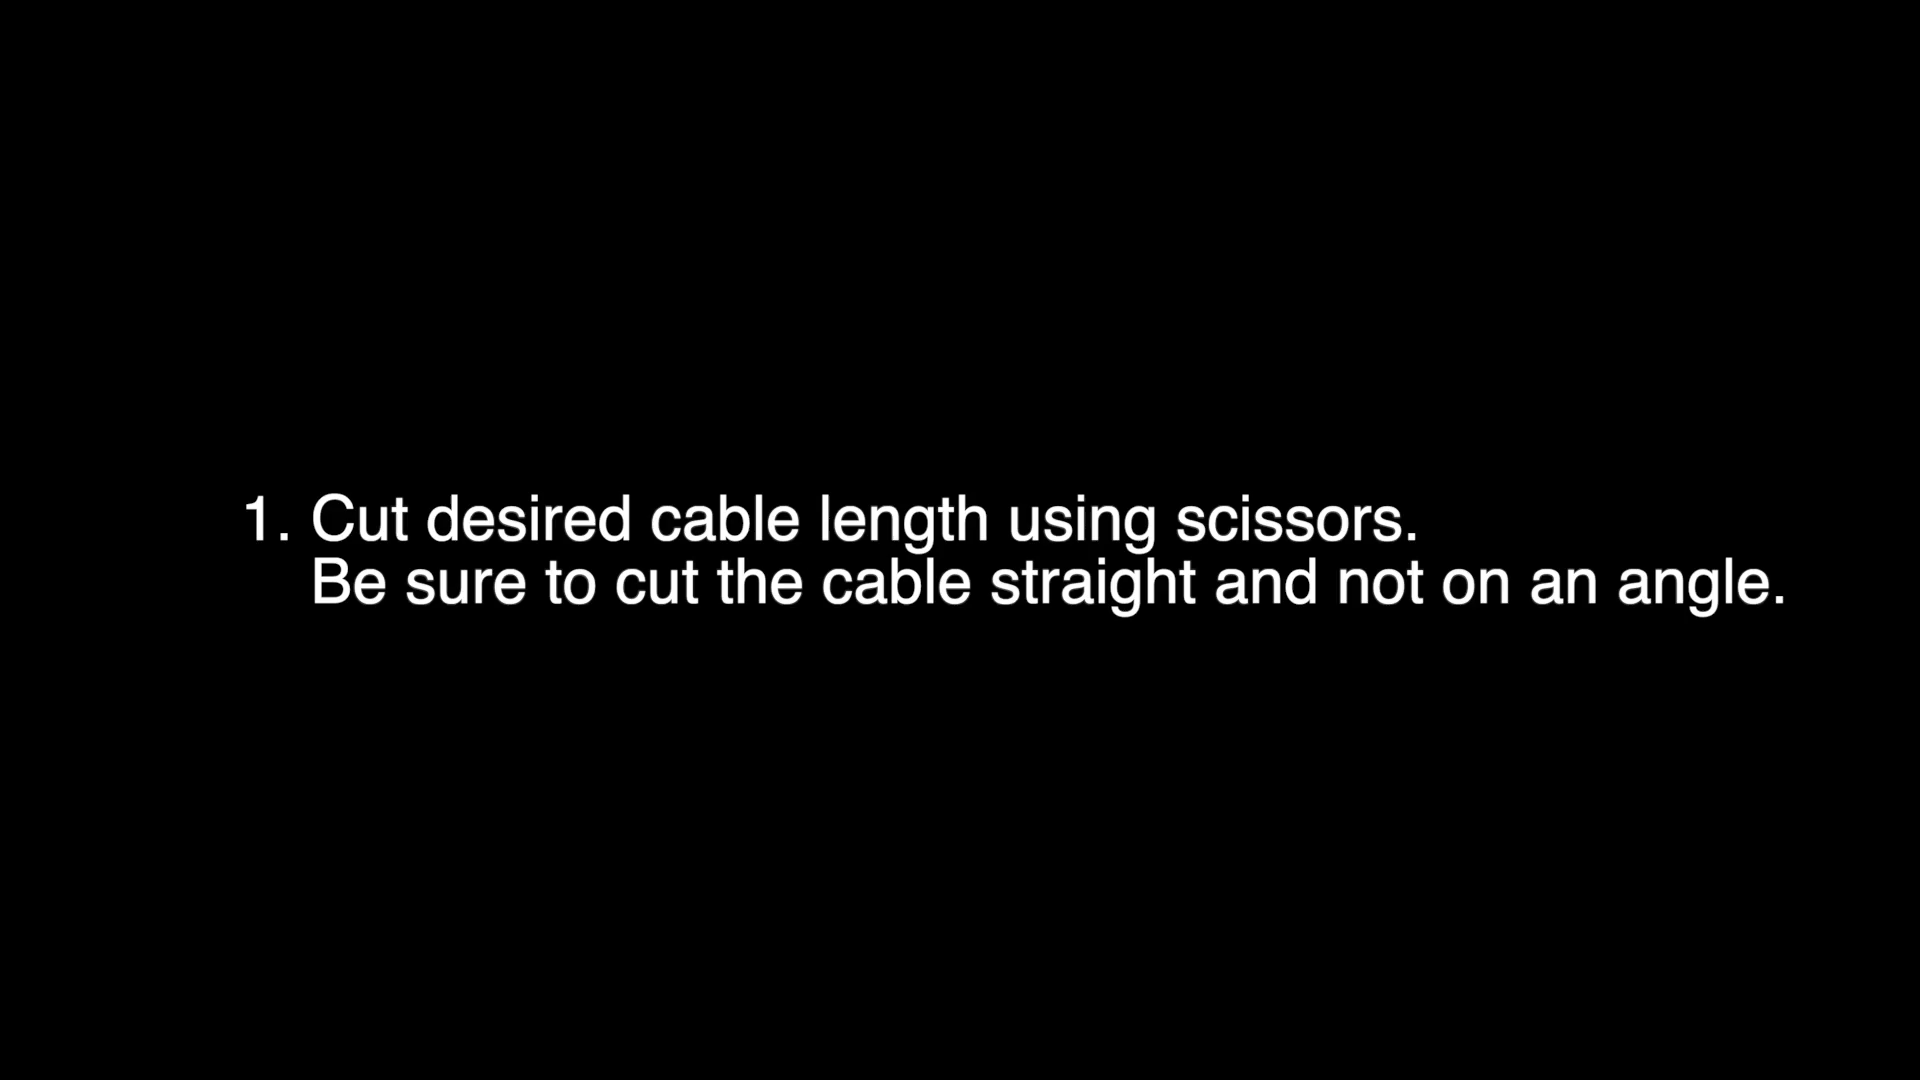 1. Cut desired cable length using scissors.
Be sure to cut the cable straight and not on an angle.